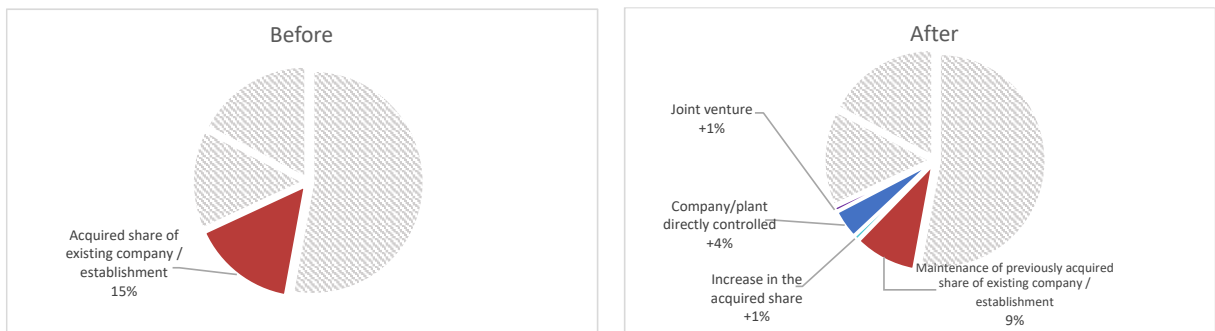 Before
Acquired share of
existing company /
establishment
15%
After
Joint venture
+1%
Company/plant
directly controlled
+4%
Increase in the
acquired share
+1%
Maintenance of previously acquired
share of existing company /
establishment
9%